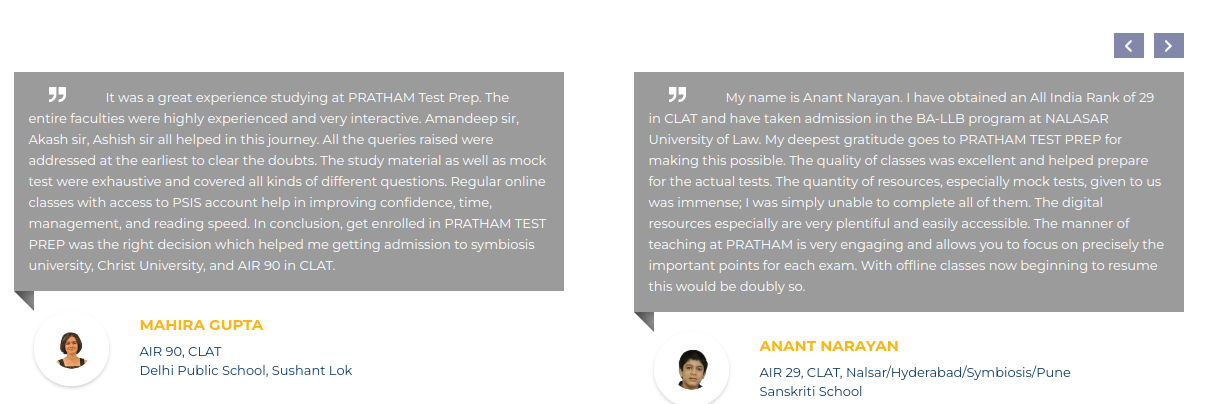 It was a great experience studying at PRATHAM Test Prep. The
entire faculties were highly experienced and very interactive. Amandeep sir,
Akash sir, Ashish sir all helped in this journey. All the queries raised were
addressed at the earliest to clear the doubts. The study material as well as mock
test were exhaustive and covered all kinds of different questions. Regular online
classes with access to PSIS account help in improving confidence, time,
management, and reading speed. In conclusion, get enrolled in PRATHAM TEST
PREP was the right decision which helped me getting admission to symbiosis
university, Christ University, and AIR 90 in CLAT.
MAHIRA GUPTA
AIR 90, CLAT
Delhi Public School, Sushant Lok
My name is Anant Narayan. I have obtained an All India Rank of 29
in CLAT and have taken admission in the BA-LLB program at NALASAR
University of Law. My deepest gratitude goes to PRATHAM TEST PREP for
making this possible. The quality of classes was excellent and helped prepare
for the actual tests. The quantity of resources, especially mock tests, given to us
was immense; I was simply unable to complete all of them. The digital
resources especially are very plentiful and easily accessible. The manner of
teaching at PRATHAM is very engaging and allows you to focus on precisely the
important points for each exam. With offline classes now beginning to resume
this would be doubly so.
ANANT NARAYAN
AIR 29, CLAT, Nalsar/Hyderabad/Symbiosis/Pune
Sanskriti School